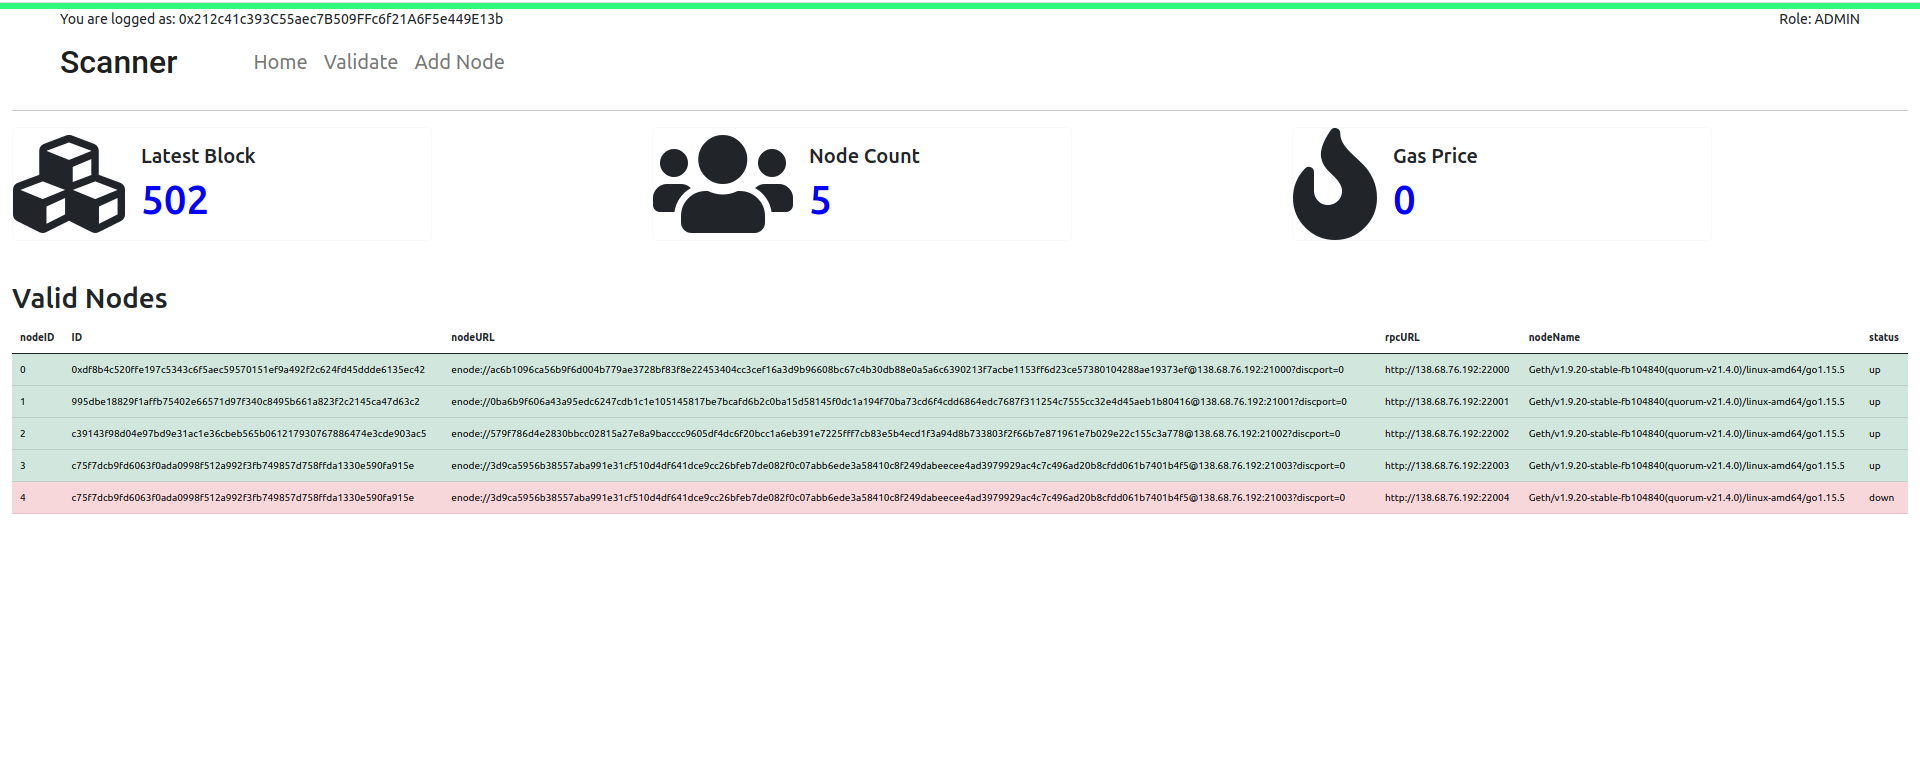 You are logged as: 0x212c41c393C55aec7B509FFc6f21A6F5e449E13b Role: ADMIN
Scanner Home Validate Add Node
Latest Block Node Count Gas Price
502 5 0
Valid Nodes
nodeID ID nodeURL rpcURL nodeName status
0 0xdf8b4c520ffe197c5343c6f5aec59570151ef9a492f2c624fd45ddde6135ec42 enode://ac6b1096ca56b9f6d004b779ae3728bf83f8e22453404cc3cef16a3d9b96608bc67c4b30db88e0a5a6c6390213f7acbe1153ff6d23ce57380104288ae19373ef@138.68.76.192:21000?discport=0 http://138.68.76.192:22000 Geth/v1.9.20-stable-fb104840(quorum-v21.4.0)/linux-amd64/go1.15.5 up
1 995dbe18829f1affb75402e66571d97f340c8495b661a823f2c2145ca47d63c2 enode://0ba6b9f606a43a95edc6247cdb1c1e105145817be7bcafd6b2c0ba15d58145f0dc1a194f70ba73cd6f4cdd6864edc7687f311254c7555cc32e4d45aeb1b80416@138.68.76.192:21001?discport=0 http://138.68.76.192:22001 Geth/v1.9.20-stable-fb104840(quorum-v21.4.0)/linux-amd64/go1.15.5 up
2 c39143f98d04e97bd9e31ac1e36cbeb565b061217930767886474e3cde903ac5 enode://579f786d4e2830bbcc02815a27e8a9bacccc9605df4dc6f20bcc1a6eb391e7225fff7cb83e5b4ecd1f3a94d8b733803f2f66b7e871961e7b029e22c155c3a778@138.68.76.192:21002?discport=0 http://138.68.76.192:22002 Geth/v1.9.20-stable-fb104840(quorum-v21.4.0)/linux-amd64/go1.15.5 up
3 c75f7dcb9fd6063f0ada0998f512a992f3fb749857d758ffda1330e590fa915e enode://3d9ca5956b38557aba991e31cf510d4df641dce9cc26bfeb7de082f0c07abb6ede3a58410c8f249dabeecee4ad3979929ac4c7c496ad20b8cfdd061b7401b4f5@138.68.76.192:21003?discport=0 http://138.68.76.192:22003 Geth/v1.9.20-stable-fb104840(quorum-v21.4.0)/linux-amd64/go1.15.5 up
4 c75f7dcb9fd6063f0ada0998f512a992f3fb749857d758ffda1330e590fa915e enode://3d9ca5956b38557aba991e31cf510d4df641dce9cc26bfeb7de082f0c07abb6ede3a58410c8f249dabeecee4ad3979929ac4c7c496ad20b8cfdd061b7401b4f5@138.68.76.192:21003?discport=0 http://138.68.76.192:22004 Geth/v1.9.20-stable-fb104840(quorum-v21.4.0)/linux-amd64/go1.15.5 down